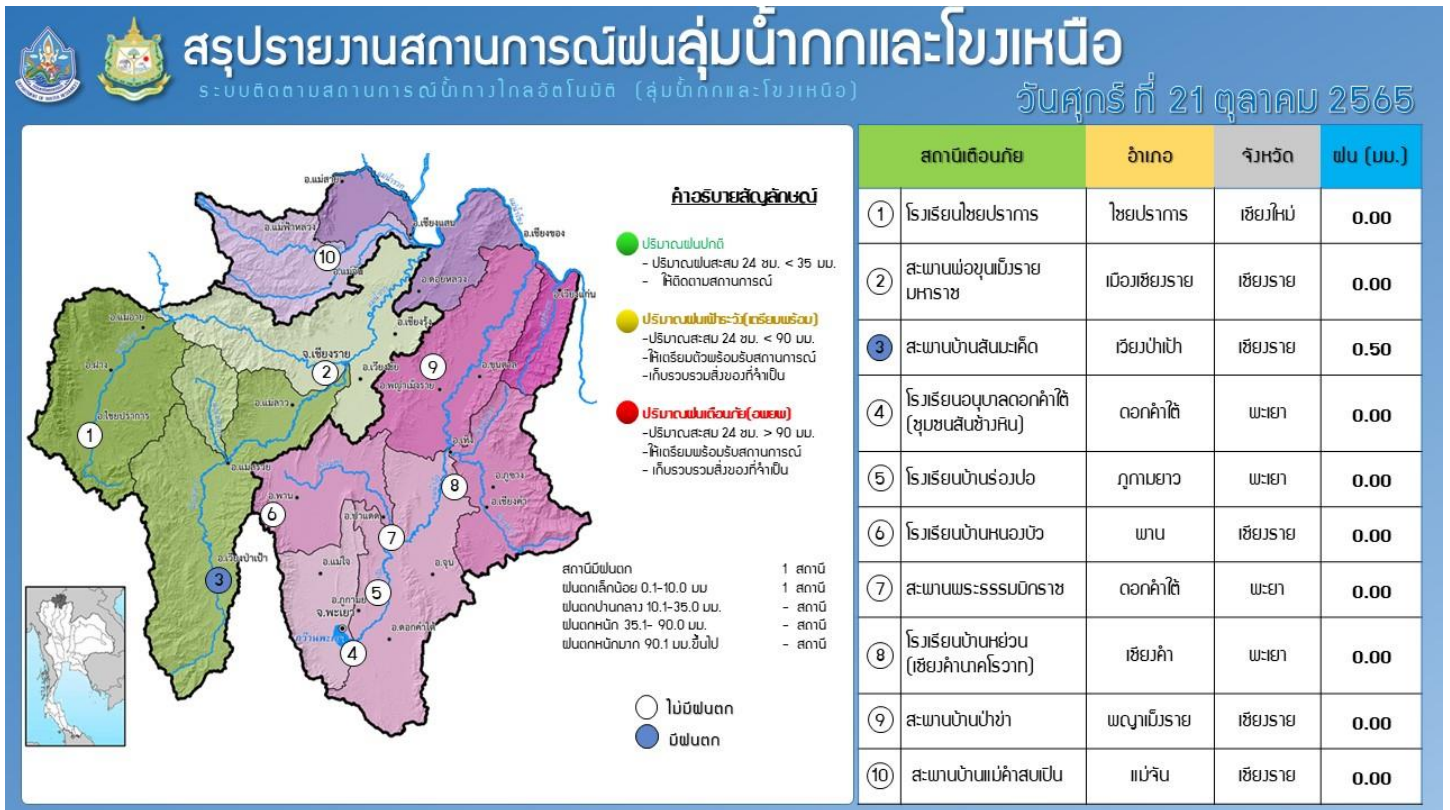 สรุปรายงานสถานการณ์ฝนลุ่มน้ำกกและโขงเหนือ
ระบบติดตามสถานการณ์น้ำทางไกลอัตโนมัติ (ลุ่มน้ำกกและโขงเหนือ)
วันศุกร์ ที่ 21 ตุลาคม 2565
อ.แม่สาย
อ.แม่ฟ้าหลวง
อ.เชียงแสน
อ.เชียงของ
10
อ.ดอยหลวง
อ.เวียงแก่น
อ.แม่อาย
อ.เชียงรุ้ง
จ.เชียงราย
อ.ฝาง
2
9
อ.ขุนตาล
อ.พญาเม็งราย
อ.แม่ลาว
อ.ไชยปราการ
1
อ.เทิง
อ.แม่สรวย
8
อ.ภูซาง
อ.เชียงคำ
อ.พาน
6
อ.ป่าแดด
7
อ.เวียงป่าเป้า
3
อ.แม่ใจ
อ.จุน
5
จ.พะเยา
อ.ดอกคำใต้
กว๊านพะเยา
4
คำอธิบายสัญลักษณ์
ปริมาณฝนปกติ
- ปริมาณฝนสะสม 24 ชม. < 35 มม.
- ให้ติดตามสถานการณ์
ปริมาณฝนเฝ้าระวัง(เตรียมพร้อม)
-ปริมาณสะสม 24 ชม. < 90 มม.
-ให้เตรียมตัวพร้อมรับสถานการณ์
-เก็บรวบรวมสิ่งของที่จำเป็น
ปริมาณฝนเตือนภัย(อพยพ)
-ปริมาณสะสม 24 ชม. > 90 มม.
-ให้เตรียมพร้อมรับสถานการณ์
- เก็บรวบรวมสิ่งของที่จำเป็น
สถานีมีฝนตก 1 สถานี
ฝนตกเล็กน้อย 0.1-10.0 มม 1 สถานี
ฝนตกปานกลาง 10.1-35.0 มม. - สถานี
ฝนตกหนัก 35.1- 90.0 มม. - สถานี
ฝนตกหนักมาก 90.1 มม.ขึ้นไป - สถานี
ไม่มีฝนตก
มีฝนตก
สถานีเตือนภัย อำเภอ จังหวัด ฝน (มม.)
1 โรงเรียนไชยปราการ ไชยปราการ เชียงใหม่ 0.00
2 สะพานพ่อขุนเม็งราย
มหาราช เมืองเชียงราย เชียงราย 0.00
3 สะพานบ้านสันมะเค็ด เวียงป่าเป้า เชียงราย 0.50
4 โรงเรียนอนุบาลดอกคำใต้
(ชุมชนสันช้างหิน) ดอกคำใต้ พะเยา 0.00
5 โรงเรียนบ้านร่องปอ ภูกามยาว พะเยา 0.00
6 โรงเรียนบ้านหนองบัว พาน เชียงราย 0.00
7 สะพานพระธรรมมิกราช ดอกคำใต้ พะเยา 0.00
8 โรงเรียนบ้านหย่วน
(เชียงคำนาคโรวาท) เชียงคำ พะเยา 0.00
9 สะพานบ้านป่าข่า พญาเม็งราย เชียงราย 0.00
10 สะพานบ้านแม่คำสบเปิน แม่จัน เชียงราย 0.00